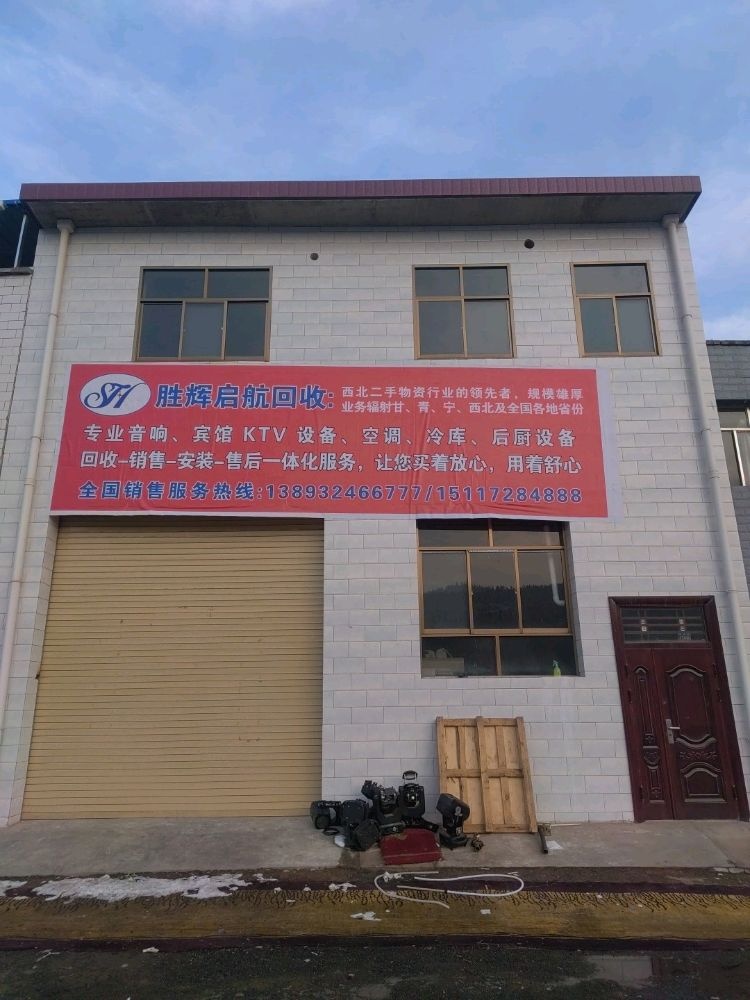 SH
胜辉启航回收:
西北二手物资行业的领先者、规模雄厚
业务辐射甘、青、宁、西北及全国各地省份
专业音响、宾馆 KTV 设备、空调、冷库、后厨设备
回收-销售-安装-售后一体化服务，让您买着放心，用着舒心
全国销售服务热线:13893246677​7/15117284888